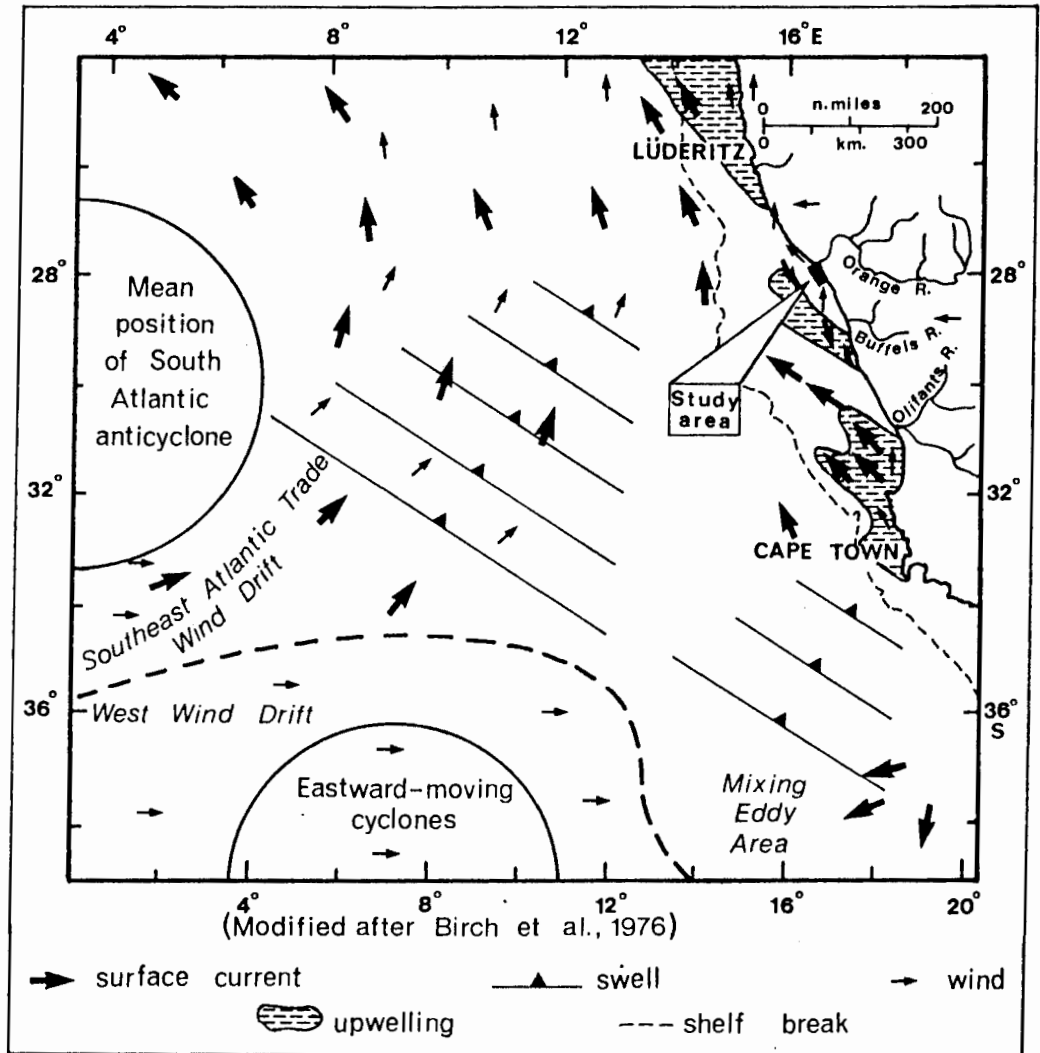 4° 8° 12° 16°E
0 n.miles 200
0 km. 300
LÜDERITZ
28° 28°
Orange R.
Mean
position
of South
Atlantic
anticyclone
Buffels R.
Olifants R.
Study
area
32° 32°
CAPE TOWN
Southeast Atlantic Trade
Wind Drift
36° 36°
S
West Wind Drift
Eastward-moving
cyclones
Mixing
Eddy
Area
4° 8° 12° 16° 20°
(Modified after Birch et al., 1976)
surface current swell wind
upwelling shelf break